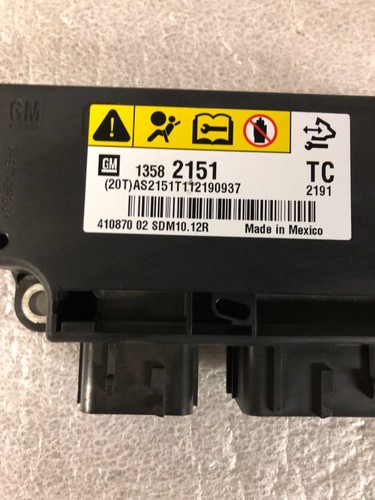 GM
GM 1358 2151 TC
(20T)AS2151T112190937 2191
410870 02 SDM10.12R Made in Mexico